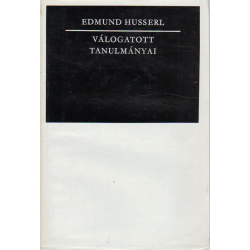 EDMUND HUSSERL
VÁLOGATOTT
TANULMÁNYAI